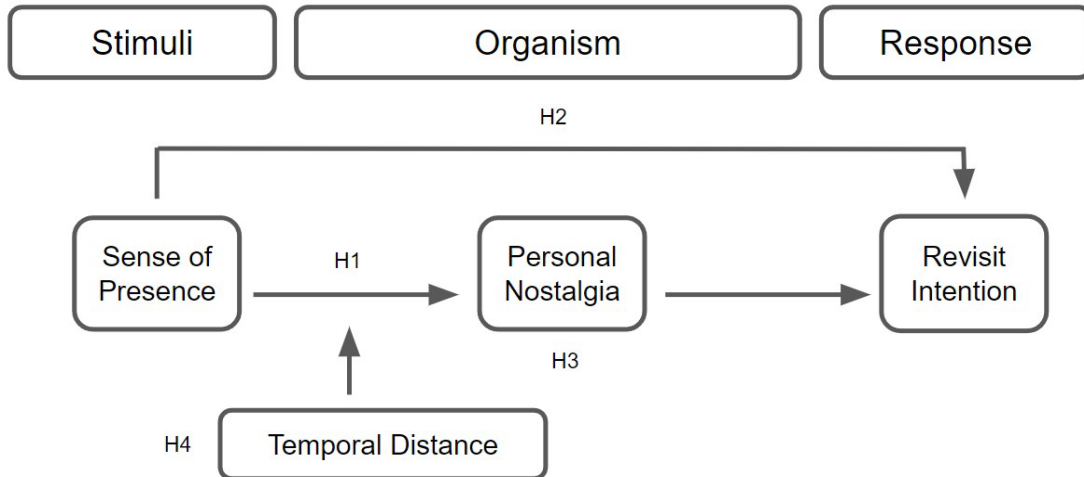 Stimuli
Organism
Response
H2
Sense of
Presence
H1
Personal
Nostalgia
Revisit
Intention
H3
H4
Temporal Distance